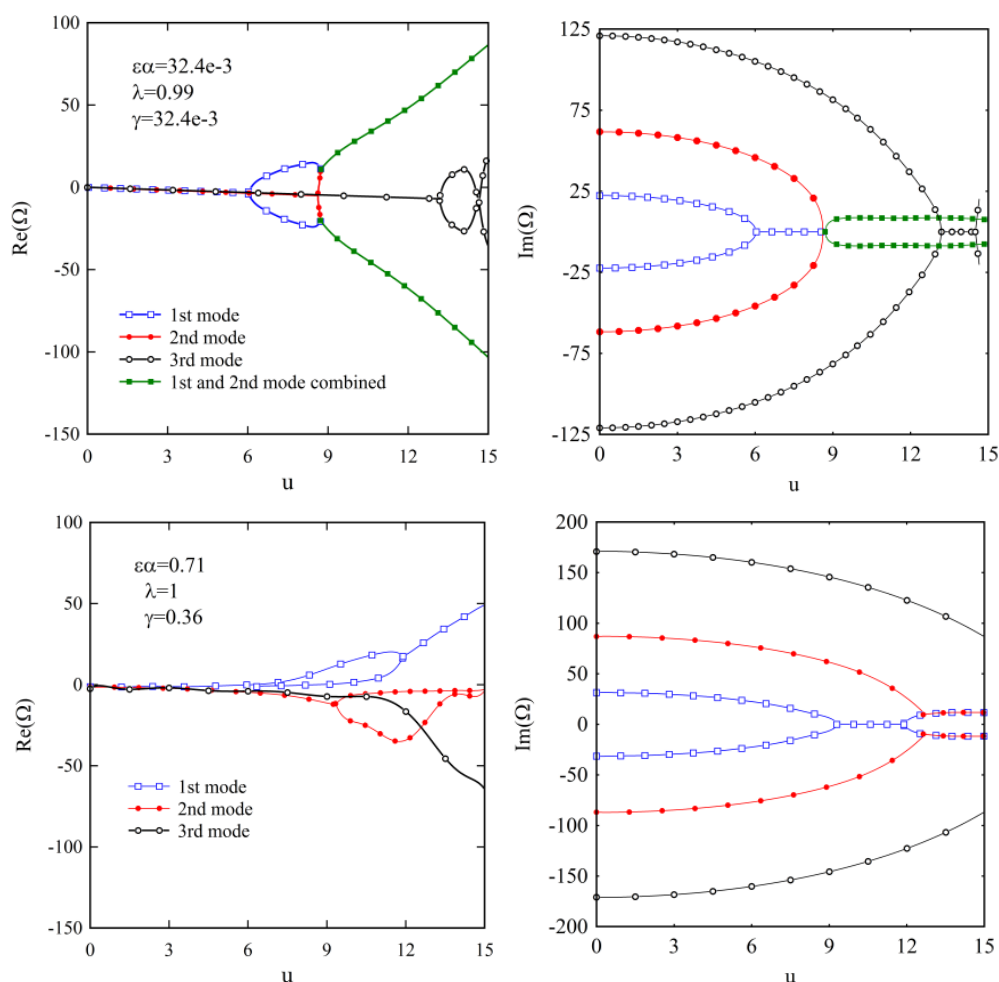 100
50
0
-50
-100
-150
Re(Ω)
εα=32.4e-3
λ=0.99
γ=32.4e-3
1st mode
2nd mode
3rd mode
1st and 2nd mode combined
0 3 6 9 12 15
u
125
75
25
-25
-75
-125
Im(Ω)
0 3 6 9 12 15
u
100
50
0
-50
-100
-150
Re(Ω)
εα=0.71
λ=1
γ=0.36
1st mode
2nd mode
3rd mode
0 3 6 9 12 15
u
200
150
100
50
0
-50
-100
-150
-200
Im(Ω)
0 3 6 9 12 15
u